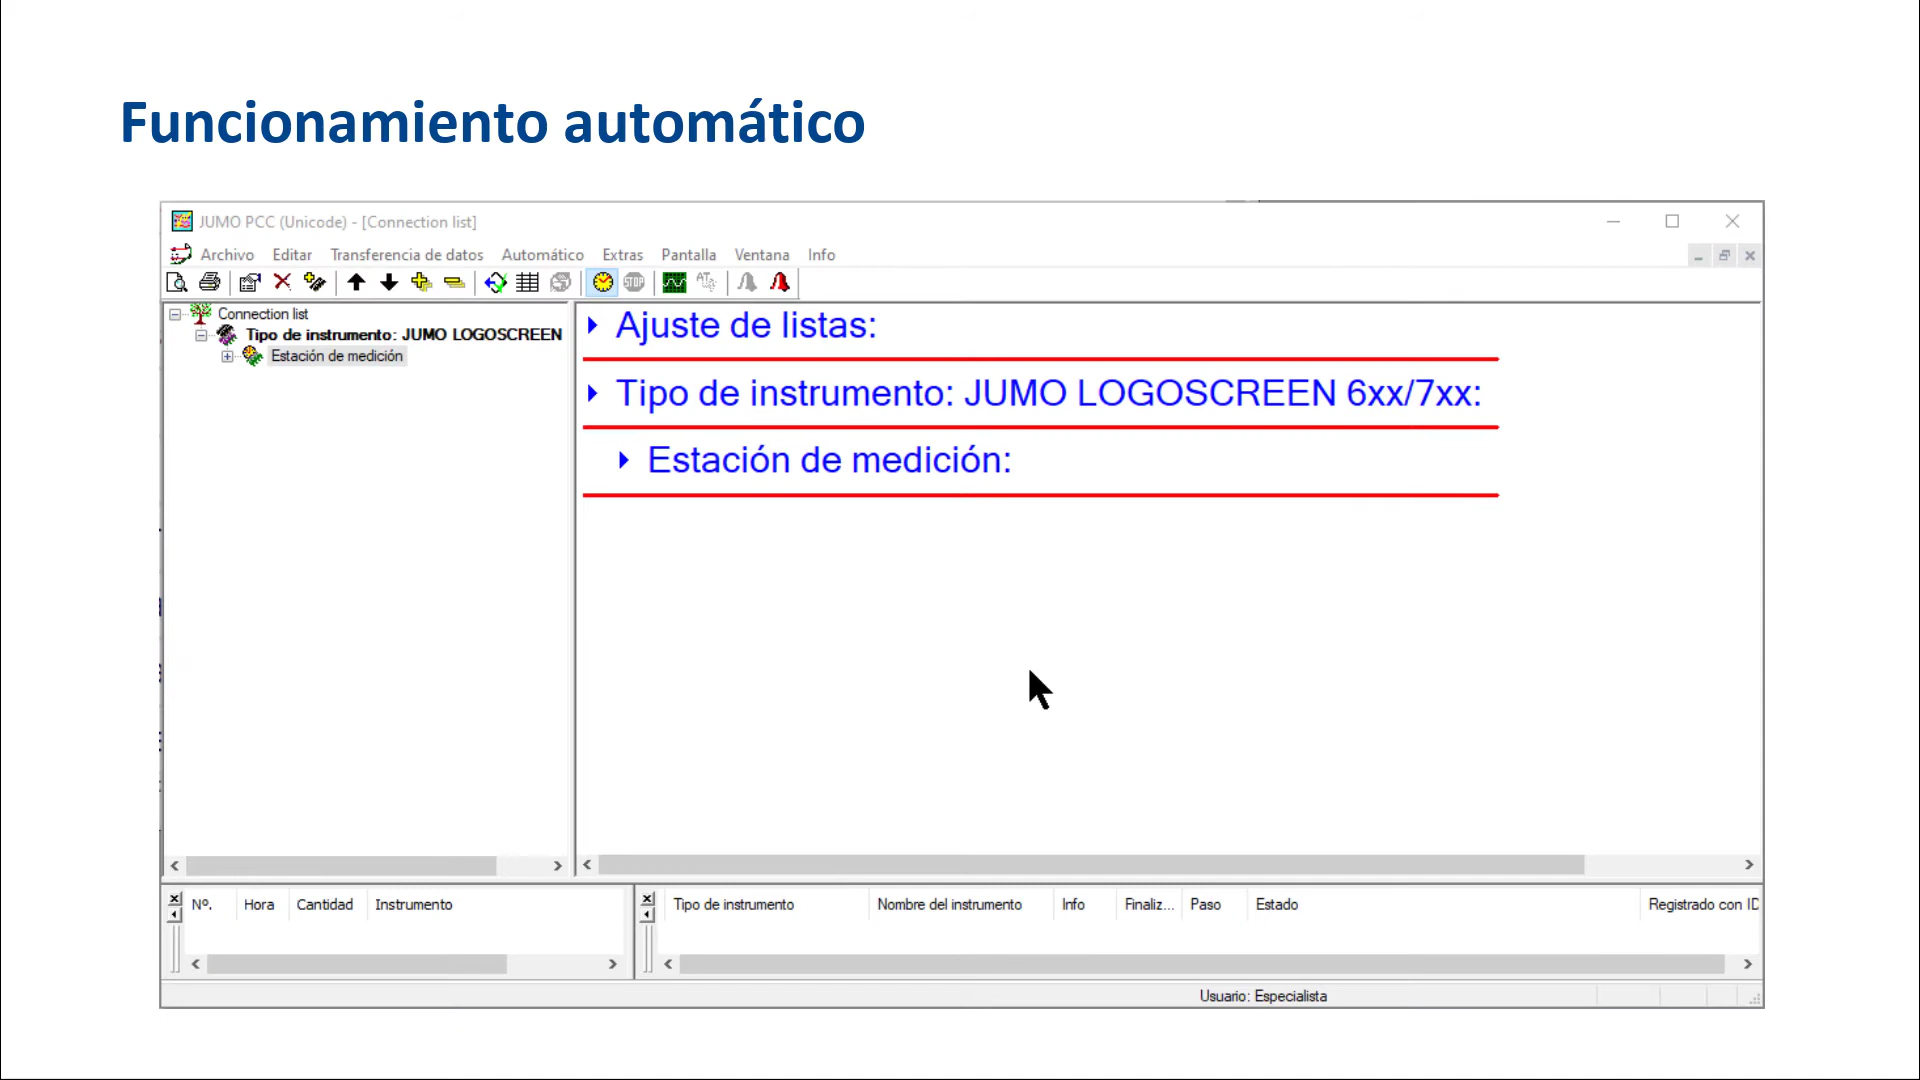 Funcionamiento automático
JUMO PCC (Unicode) - [Connection list]
Archivo Editar Transferencia de datos Automático Extras Pantalla Ventana Info
STOP
Connection list
Tipo de instrumento: JUMO LOGOSCREEN
Estación de medición
Ajuste de listas:
Tipo de instrumento: JUMO LOGOSCREEN 6xx/7xx:
Estación de medición:
Nº. Hora Cantidad Instrumento
Tipo de instrumento Nombre del instrumento Info Finaliz... Paso Estado Registrado con ID
Usuario: Especialista